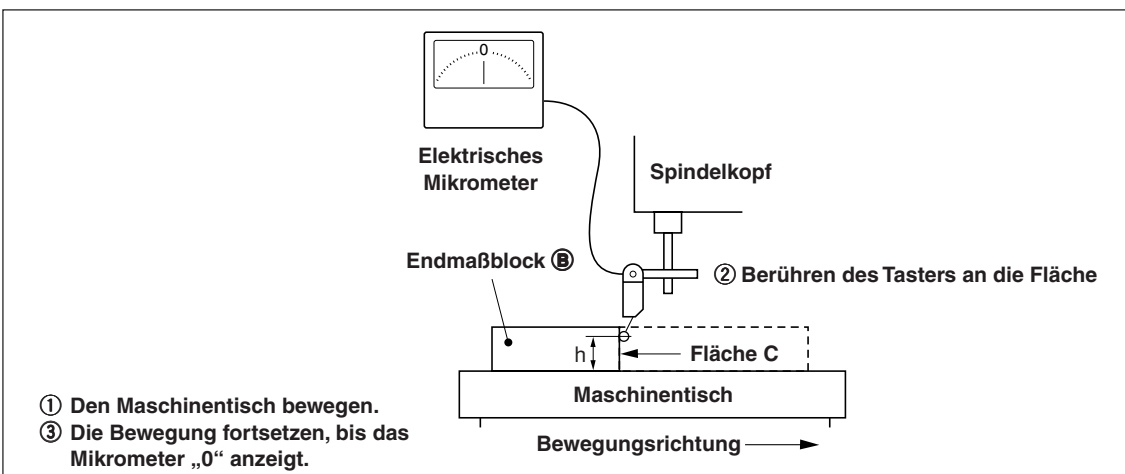 0
Elektrisches
Mikrometer
Spindelkopf
Endmaßblock Ⓑ
② Berühren des Tasters an die Fläche
h
Fläche C
Maschinentisch
① Den Maschinentisch bewegen.
③ Die Bewegung fortsetzen, bis das
Mikrometer „0“ anzeigt.
Bewegungsrichtung